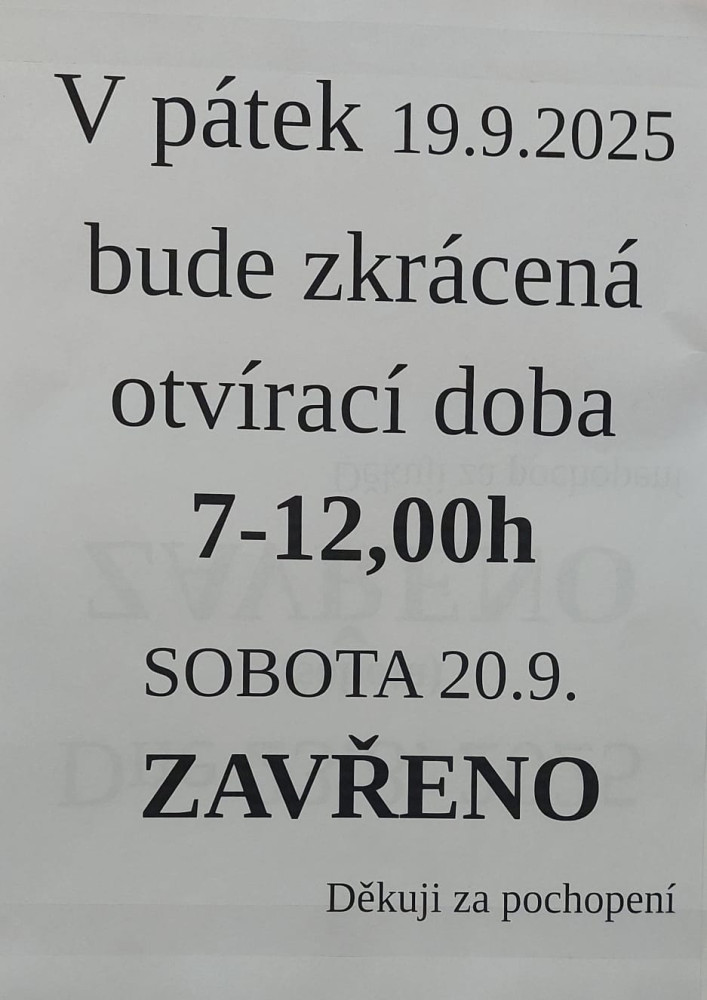 V pátek 19.9.2025
bude zkrácená
otvírací doba
7-12,00h
SOBOTA 20.9.
ZAVŘENO
Děkuji za pochopení